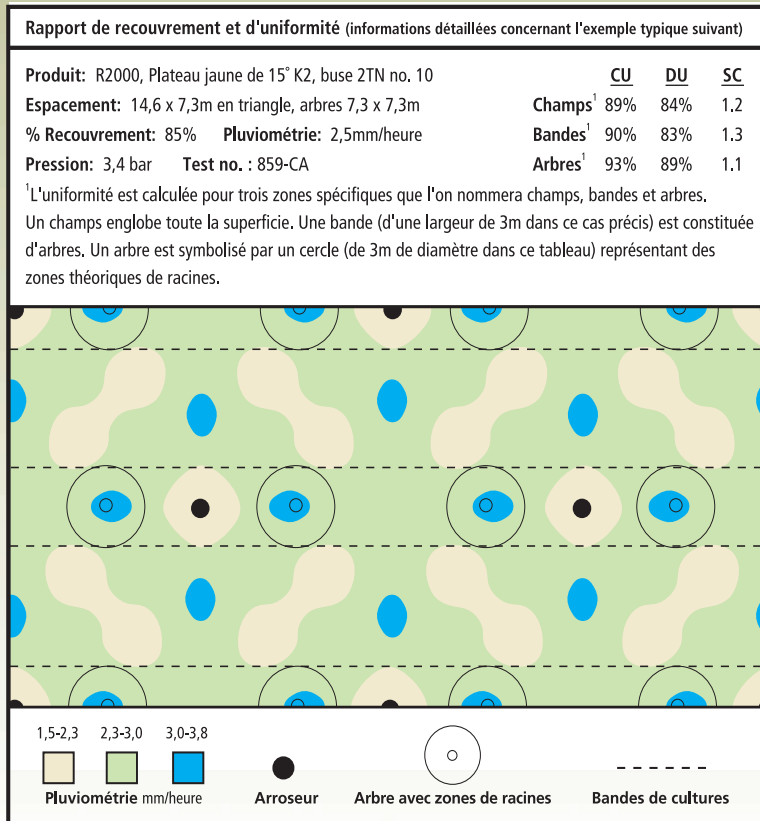 Rapport de recouvrement et d'uniformité (informations détaillées concernant l'exemple typique suivant)
Produit: R2000, Plateau jaune de 15° K2, buse 2TN no. 10
Espacement: 14,6 x 7,3m en triangle, arbres 7,3 x 7,3m
% Recouvrement: 85% Pluviométrie: 2,5mm/heure
Pression: 3,4 bar Test no. : 859-CA
CU DU SC
Champs¹ 89% 84% 1.2
Bandes¹ 90% 83% 1.3
Arbres¹ 93% 89% 1.1
¹L'uniformité est calculée pour trois zones spécifiques que l'on nommera champs, bandes et arbres.
Un champs englobe toute la superficie. Une bande (d'une largeur de 3m dans ce cas précis) est constituée
d'arbres. Un arbre est symbolisé par un cercle (de 3m de diamètre dans ce tableau) représentant des
zones théoriques de racines.
1,5-2,3 2,3-3,0 3,0-3,8
Pluviométrie mm/heure
Arroseur
Arbre avec zones de racines
Bandes de cultures